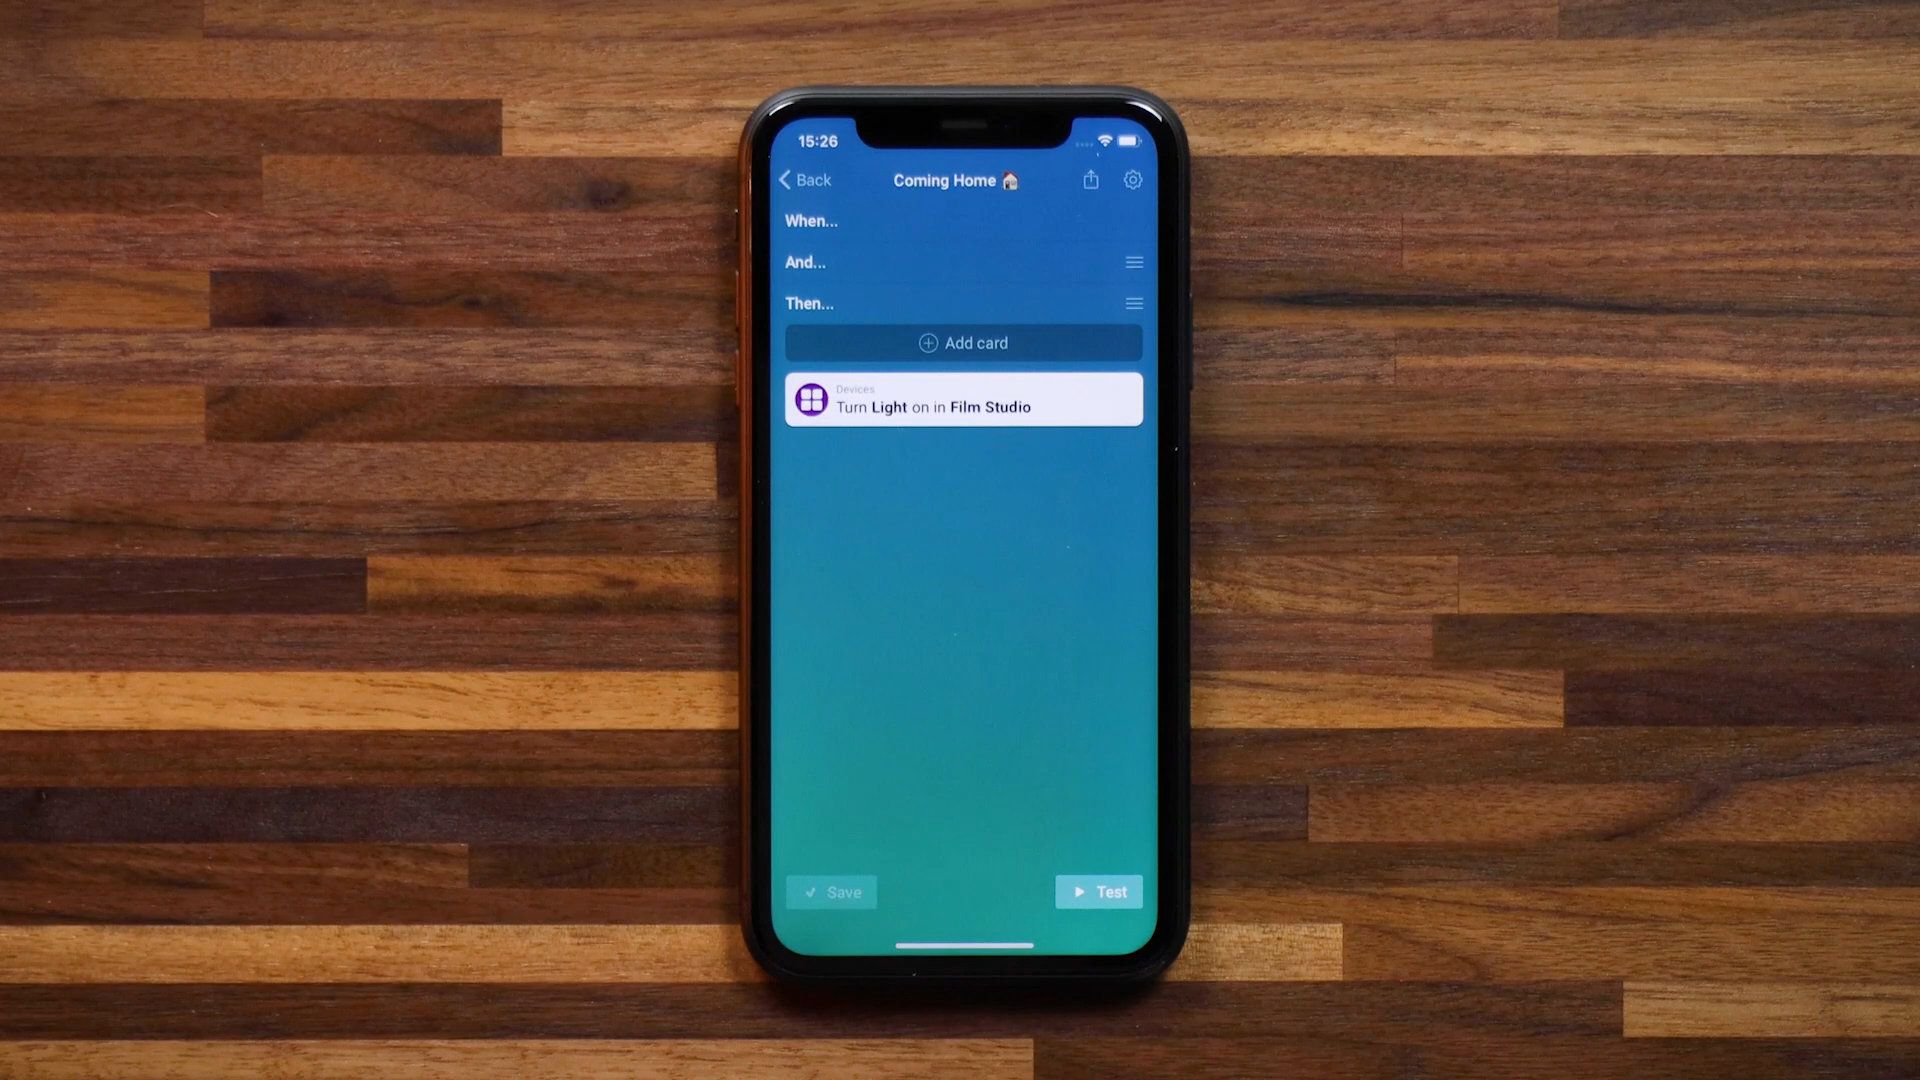 15:26
Back
Coming Home
When...
And...
Then...
Add card
Devices
Turn Light on in Film Studio
Save
Test